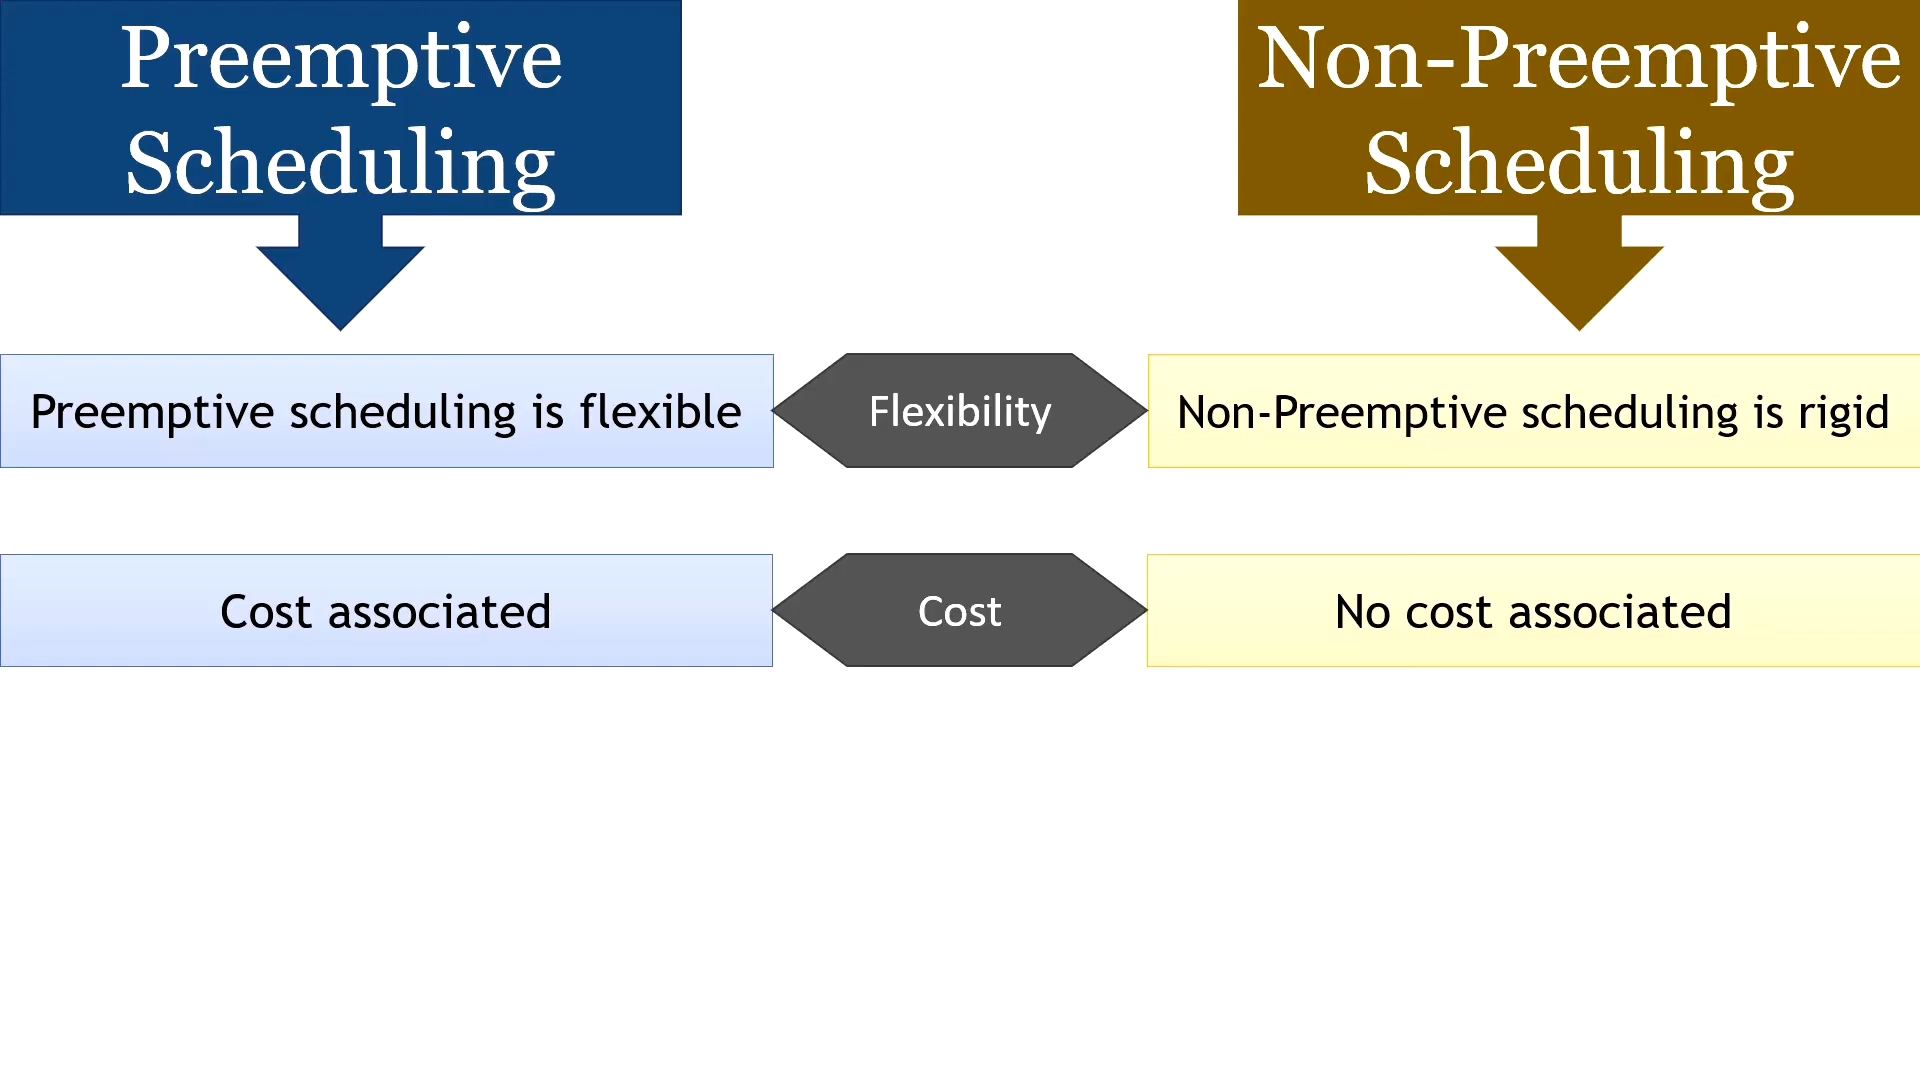 Preemptive
Scheduling
Non-Preemptive
Scheduling
Preemptive scheduling is flexible
Flexibility
Non-Preemptive scheduling is rigid
Cost associated
Cost
No cost associated